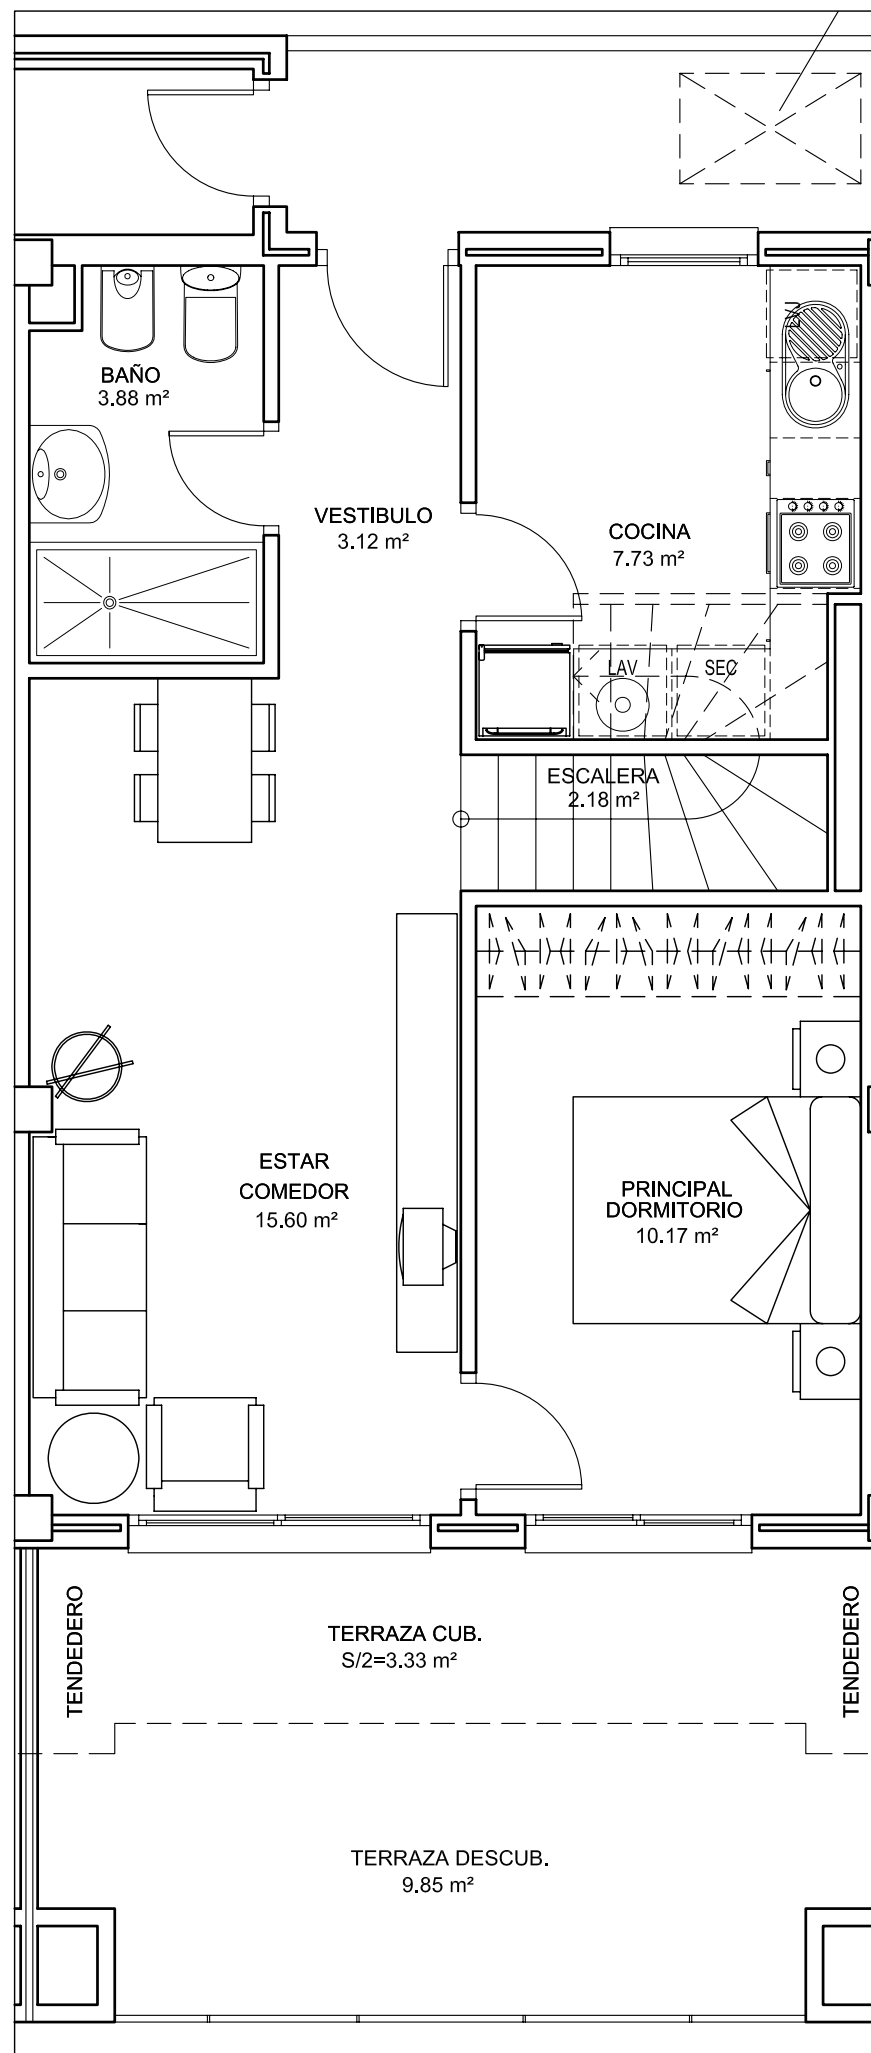 LVJ
BAÑO
3.88 m²
VESTIBULO
3.12 m²
COCINA
7.73 m²
LAV
SEC
ESCALERA
2.18 m²
ESTAR
COMEDOR
15.60 m²
PRINCIPAL
DORMITORIO
10.17 m²
TENDEDERO
TERRAZA CUB.
S/2=3.33 m²
TENDEDERO
TERRAZA DESCUB.
9.85 m²